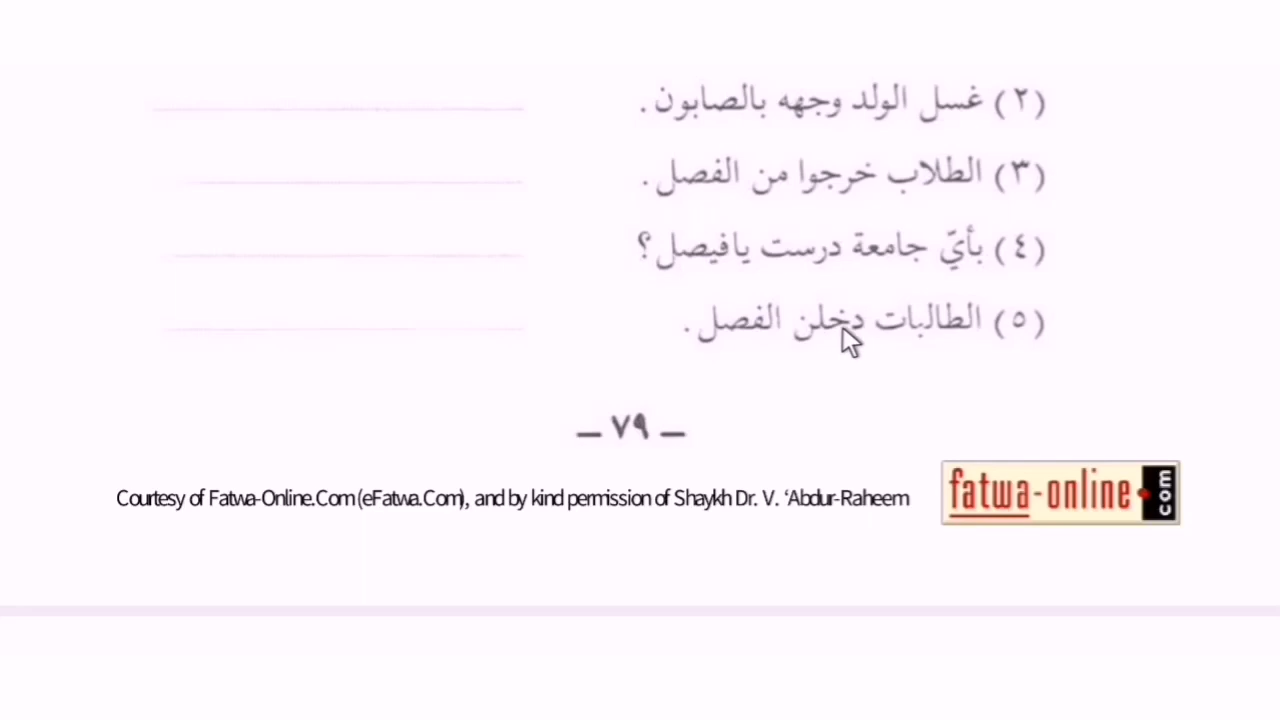 (٢) غسل الولد وجهه بالصابون .
(٣) الطلاب خرجوا من الفصل .
(٤) بأيّ جامعة درست يافيصل ؟
(٥) الطالبات دخلن الفصل .
– ٧٩ –
Courtesy of Fatwa-Online.Com (eFatwa.Com), and by kind permission of Shaykh Dr. V. ‘Abdur-Raheem
fatwa-online.com